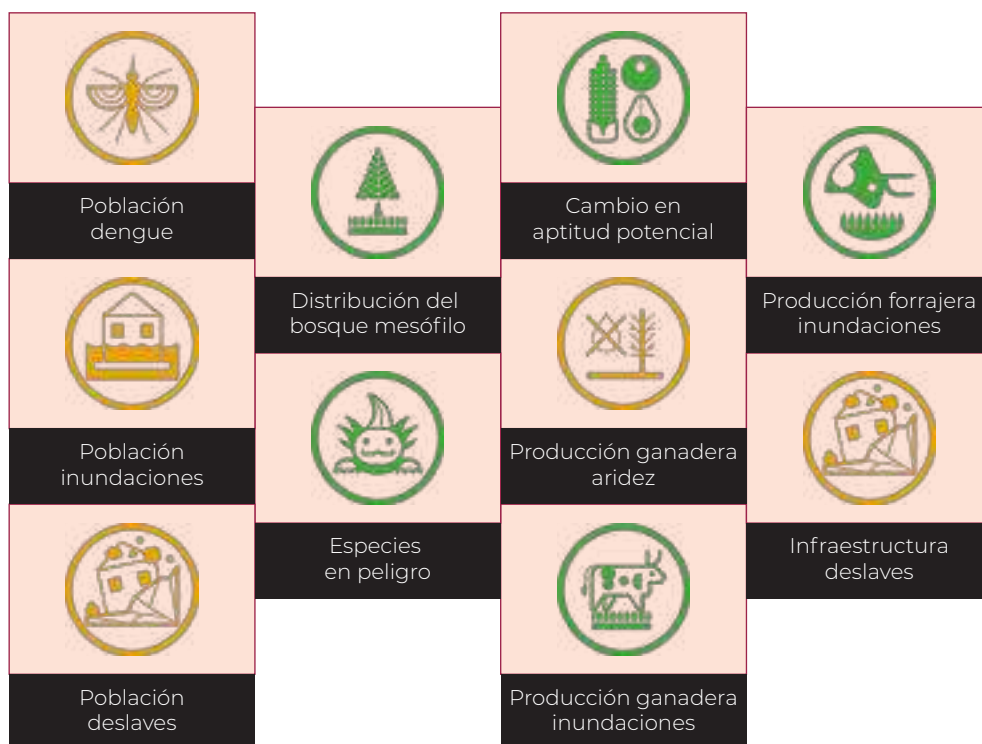 Población
dengue
Población
inundaciones
Población
deslaves
Distribución del
bosque mesófilo
Especies
en peligro
Cambio en
aptitud potencial
Producción ganadera
aridez
Producción ganadera
inundaciones
Producción forrajera
inundaciones
Infraestructura
deslaves